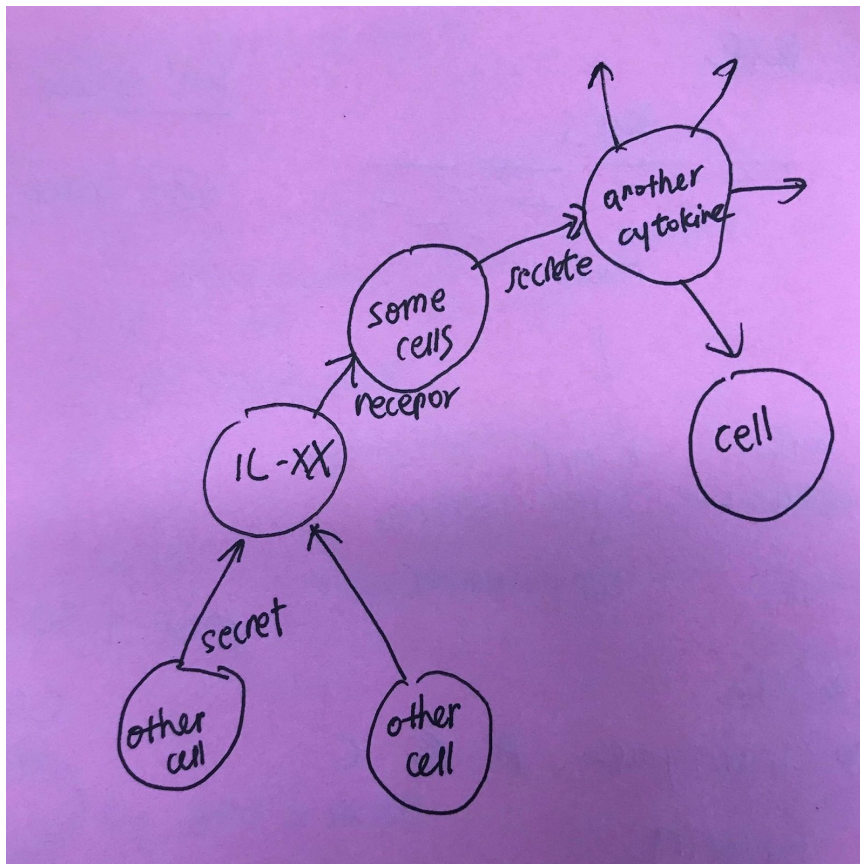 another
cytokine
secrete
some
cells
recepor
IL-XX
cell
secret
other
cell
other
cell